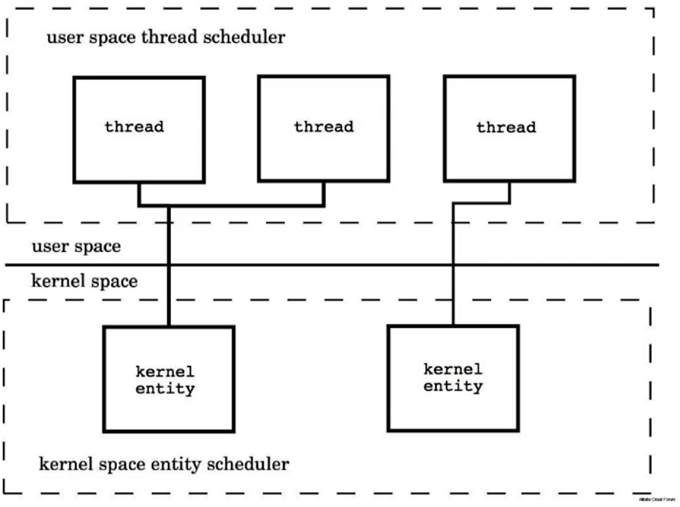 user space thread scheduler
thread
thread
thread
user space
kernel space
kernel
entity
kernel
entity
kernel space entity scheduler
Alibaba Cloud Forum